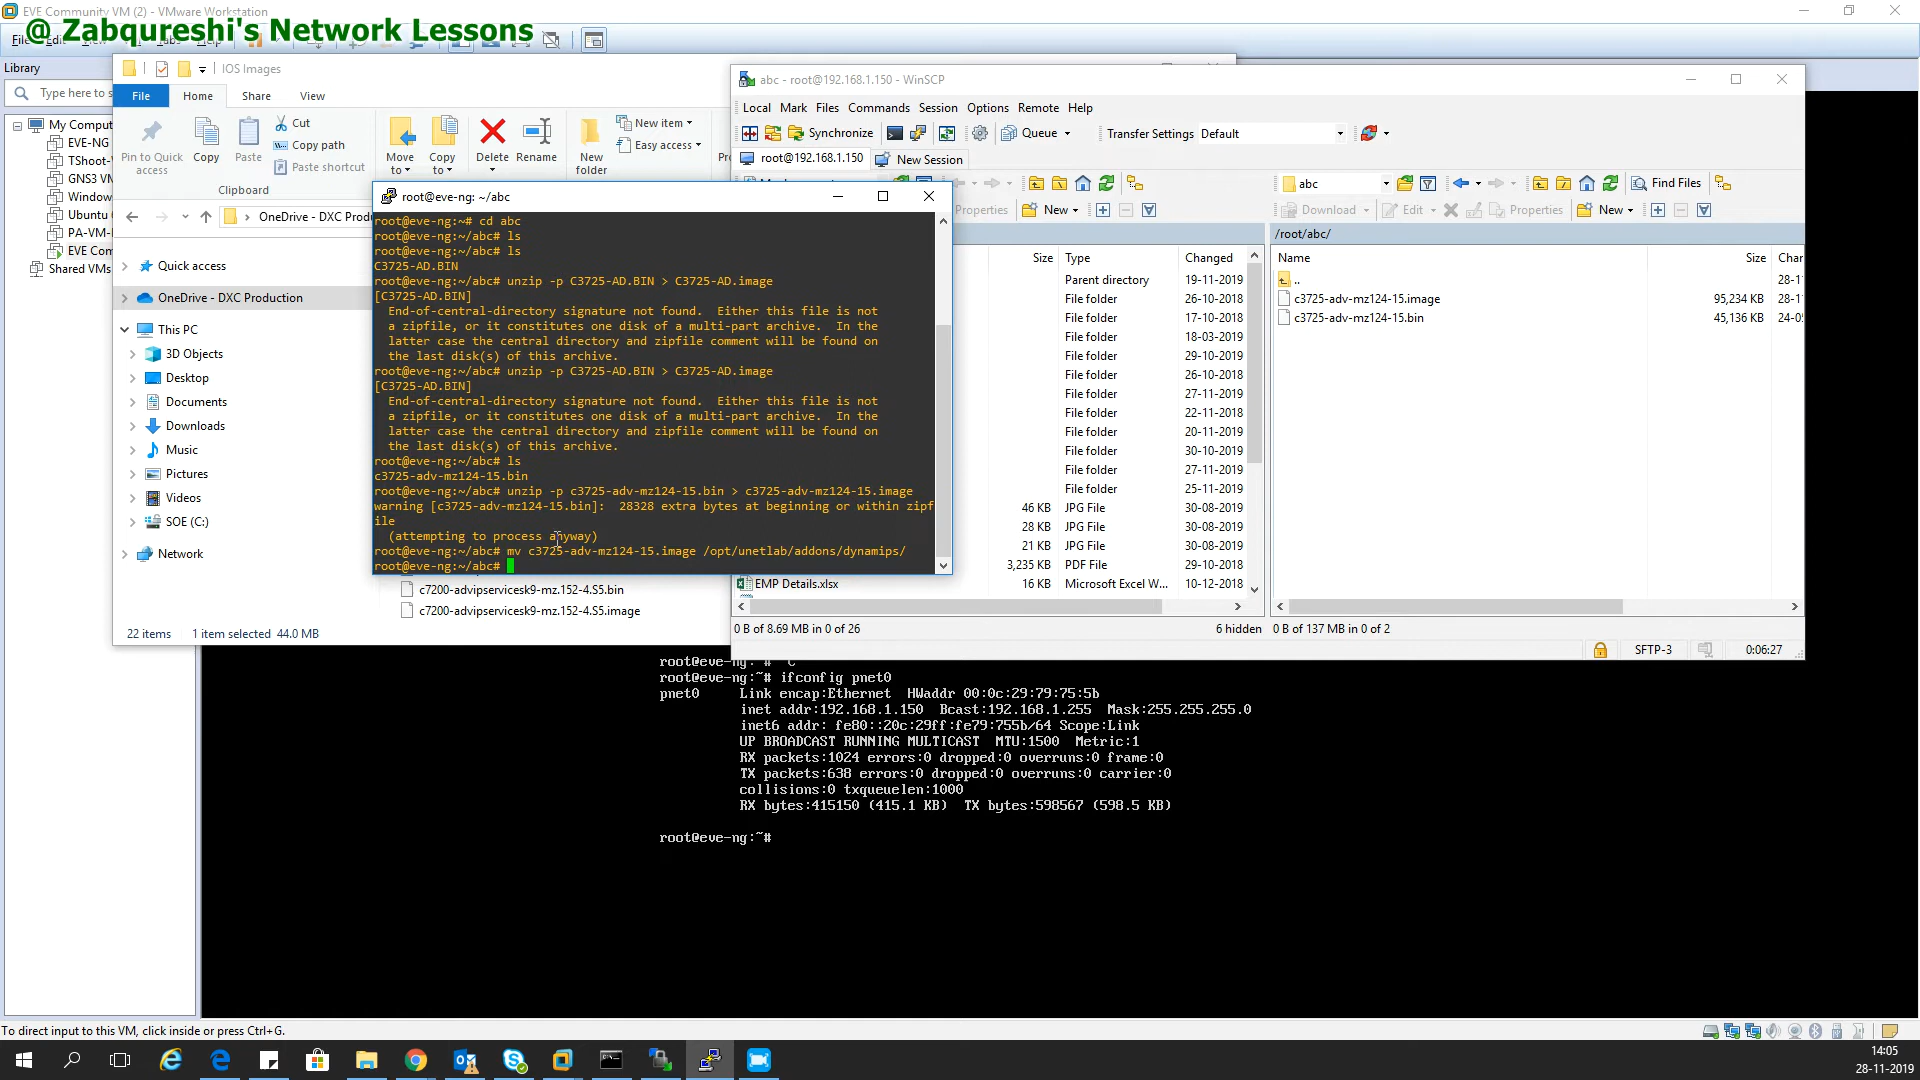 EVE Community VM (2) - VMware Workstation
@ Zabqureshi's Network Lessons
Library
Type here to s
My Comput
EVE-NG
TShoot-V
GNS3 VM
Window
Ubuntu
PA-VM-
EVE Com
Shared VMs
IOS Images
File Home Share View
Pin to Quick access
Copy
Paste
Cut
Copy path
Paste shortcut
Clipboard
Move to
Copy to
Delete
Rename
New folder
New item
Easy access
OneDrive - DXC Produ
Quick access
OneDrive - DXC Production
This PC
3D Objects
Desktop
Documents
Downloads
Music
Pictures
Videos
SOE (C:)
Network
c7200-advipservicesk9-mz.152-4.S5.bin
c7200-advipservicesk9-mz.152-4.S5.image
22 items 1 item selected 44.0 MB
root@eve-ng: ~/abc
root@eve-ng:~# cd abc
root@eve-ng:~/abc# ls
root@eve-ng:~/abc# ls
C3725-AD.BIN
root@eve-ng:~/abc# unzip -p C3725-AD.BIN > C3725-AD.image
[C3725-AD.BIN]
End-of-central-directory signature not found.  Either this file is not
a zipfile, or it constitutes one disk of a multi-part archive.  In the
latter case the central directory and zipfile comment will be found on
the last disk(s) of this archive.
root@eve-ng:~/abc# unzip -p C3725-AD.BIN > C3725-AD.image
[C3725-AD.BIN]
End-of-central-directory signature not found.  Either this file is not
a zipfile, or it constitutes one disk of a multi-part archive.  In the
latter case the central directory and zipfile comment will be found on
the last disk(s) of this archive.
root@eve-ng:~/abc# ls
c3725-adv-mz124-15.bin
root@eve-ng:~/abc# unzip -p c3725-adv-mz124-15.bin > c3725-adv-mz124-15.image
warning [c3725-adv-mz124-15.bin]:  28328 extra bytes at beginning or within zipf
ile
(attempting to process anyway)
root@eve-ng:~/abc# mv c3725-adv-mz124-15.image /opt/unetlab/addons/dynamips/
root@eve-ng:~/abc#
abc - root@192.168.1.150 - WinSCP
Local Mark Files Commands Session Options Remote Help
Synchronize Queue Transfer Settings Default
root@192.168.1.150 New Session
abc Find Files
Properties New Download Edit Properties New
/root/abc/
Size Type Changed
Parent directory 19-11-2019
File folder 26-10-2018
File folder 17-10-2018
File folder 18-03-2019
File folder 29-10-2019
File folder 26-10-2018
File folder 27-11-2019
File folder 22-11-2018
File folder 20-11-2019
File folder 30-10-2019
File folder 27-11-2019
File folder 25-11-2019
46 KB JPG File 30-08-2019
28 KB JPG File 30-08-2019
21 KB JPG File 30-08-2019
3,235 KB PDF File 29-10-2019
EMP Details.xlsx 16 KB Microsoft Excel W... 27-11-2019
Name Size Char
.. 28-1
c3725-adv-mz124-15.image 95,234 KB 28-1
c3725-adv-mz124-15.bin 45,136 KB 24-0
0 B of 8.69 MB in 0 of 26 6 hidden 0 B of 137 MB in 0 of 2
SFTP-3 0:06:27
root@eve-ng:~# ^C
root@eve-ng:~# ifconfig pnet0
pnet0 Link encap:Ethernet  HWaddr 00:0c:29:79:75:5b
inet addr:192.168.1.150  Bcast:192.168.1.255  Mask:255.255.255.0
inet6 addr: fe80::20c:29ff:fe79:755b/64 Scope:Link
UP BROADCAST RUNNING MULTICAST  MTU:1500  Metric:1
RX packets:1024 errors:0 dropped:0 overruns:0 frame:0
TX packets:638 errors:0 dropped:0 overruns:0 carrier:0
collisions:0 txqueuelen:1000
RX bytes:415150 (415.1 KB)  TX bytes:598567 (598.5 KB)
root@eve-ng:~#
To direct input to this VM, click inside or press Ctrl+G.
14:05
28-11-2019